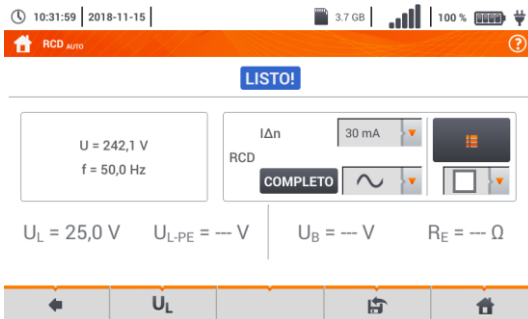 10:31:59 2018-11-15 3.7 GB 100 %
RCD AUTO ?
LISTO!
U = 242,1 V
f = 50,0 Hz
IΔn 30 mA
RCD
COMPLETO
UL = 25,0 V UL-PE = --- V UB = --- V RE = --- Ω
UL